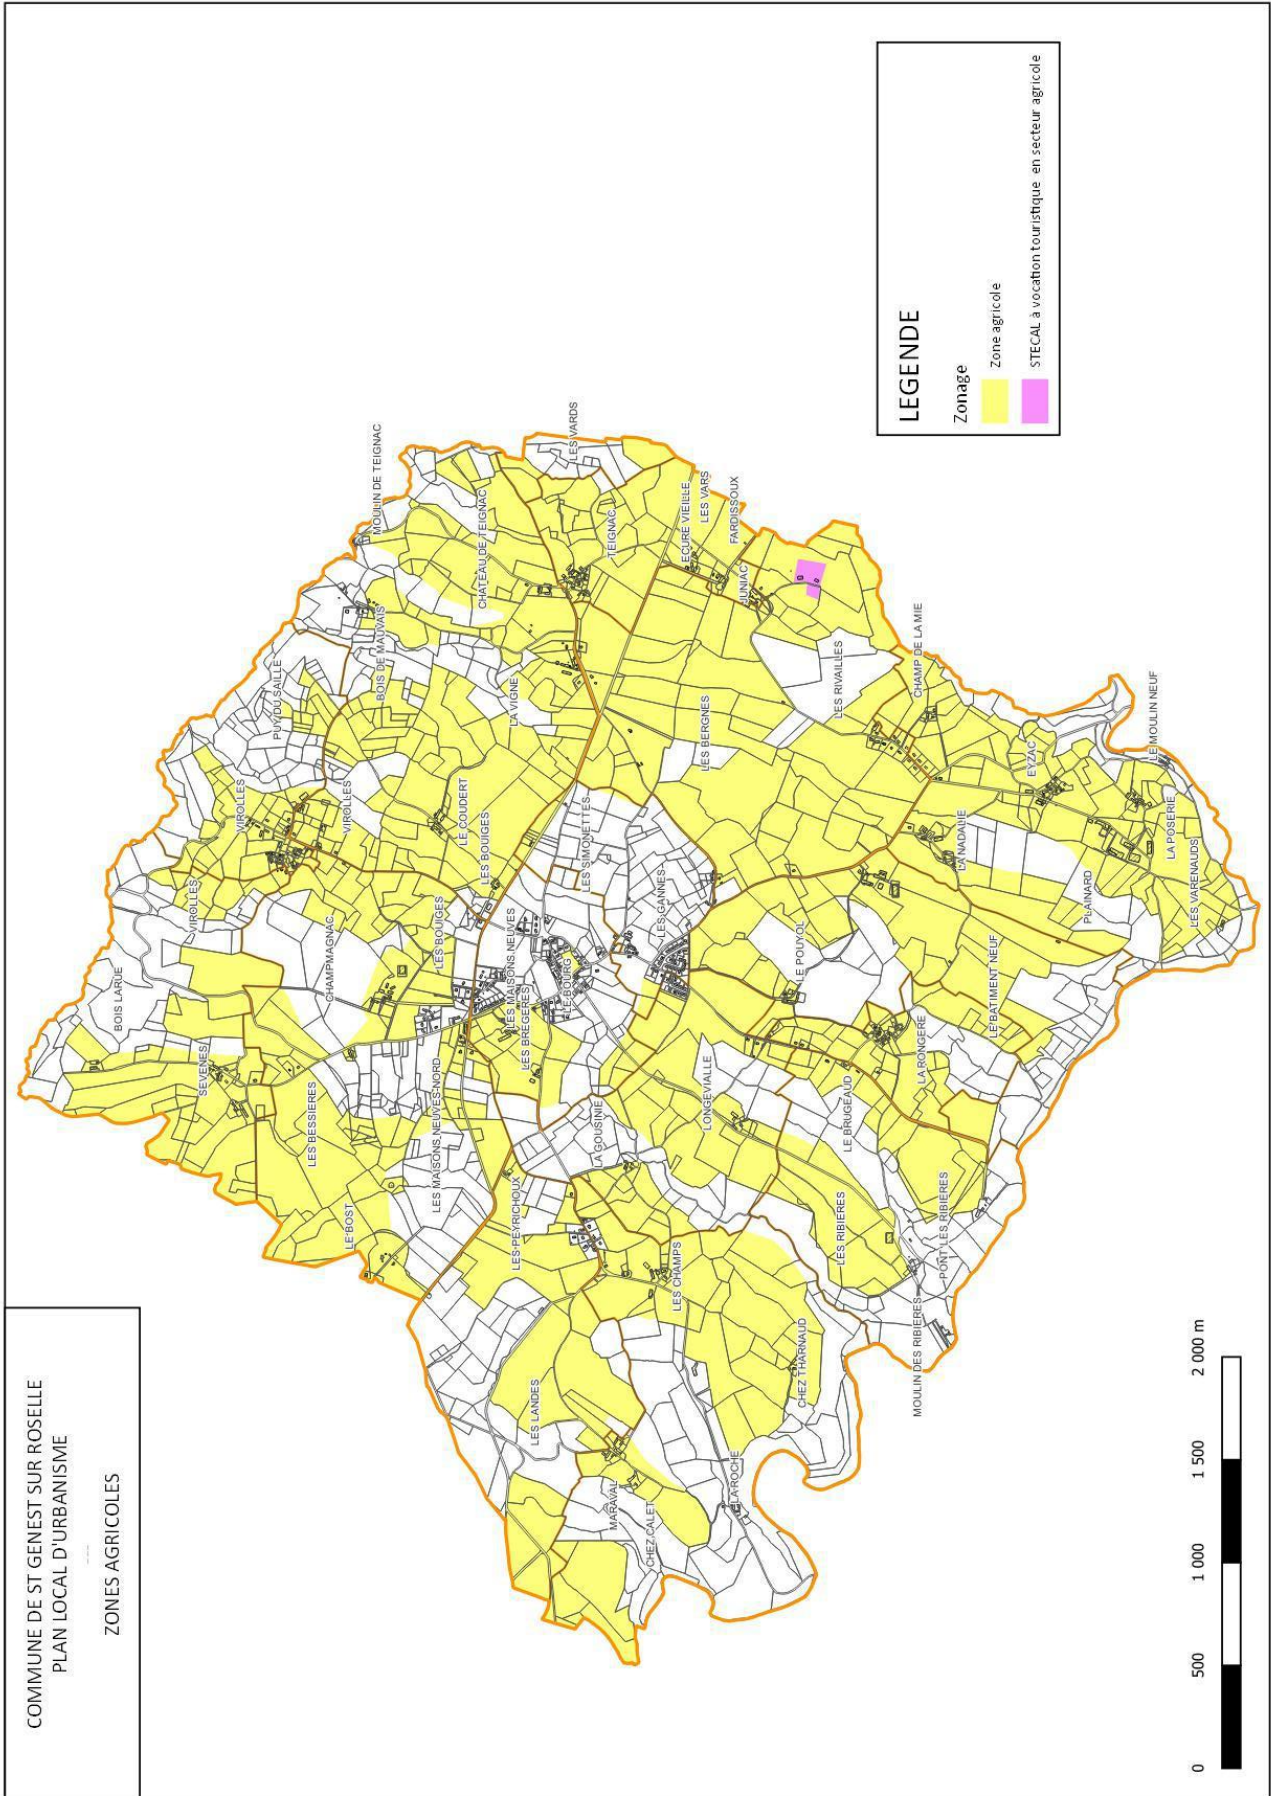 COMMUNE DE ST GENEST SUR ROSELLE
PLAN LOCAL D'URBANISME
---
ZONES AGRICOLES
BOIS LARUE
SEVENES
VIROLLES
VIROLLES
VIROLLES
PUY DU SAILLE
BOIS DE MAUVAIS
MOULIN DE TEIGNAC
CHAMPMAGNAC
LES BESSIERES
LE BOST
LES BOUIGES
LE COUDERT
LES BOUIGES
LA VIGNE
CHATEAU DE TEIGNAC
LES VARDS
LES MAISONS NEUVES NORD
LES MAISONS NEUVES
LES BREGERES
LE BOURG
LES SIMONETTES
TEIGNAC
LES PEYRICHOUX
LA GOUSINIE
LES GANNES
LES BERGNES
ECURE VIEILLE
LES VARS
FARDISSOUX
JUNIAC
LES LANDES
LES CHAMPS
LONGEVIALLE
LE POUYOL
LES RIVAILLES
CHAMP DE LA MIE
MARAVAL
CHEZ CALET
LA ROCHE
CHEZ THARNAUD
LES RIBIERES
LE BRUGEAUD
LA RONGERE
LA NADALIE
EYZAC
MOULIN DES RIBIERES
PONT LES RIBIERES
LE BATIMENT NEUF
PLAINARD
LA POSERIE
LES VARENAUDS
LE MOULIN NEUF
LEGENDE
Zonage
Zone agricole
STECAL à vocation touristique en secteur agricole
0 500 1 000 1 500 2 000 m